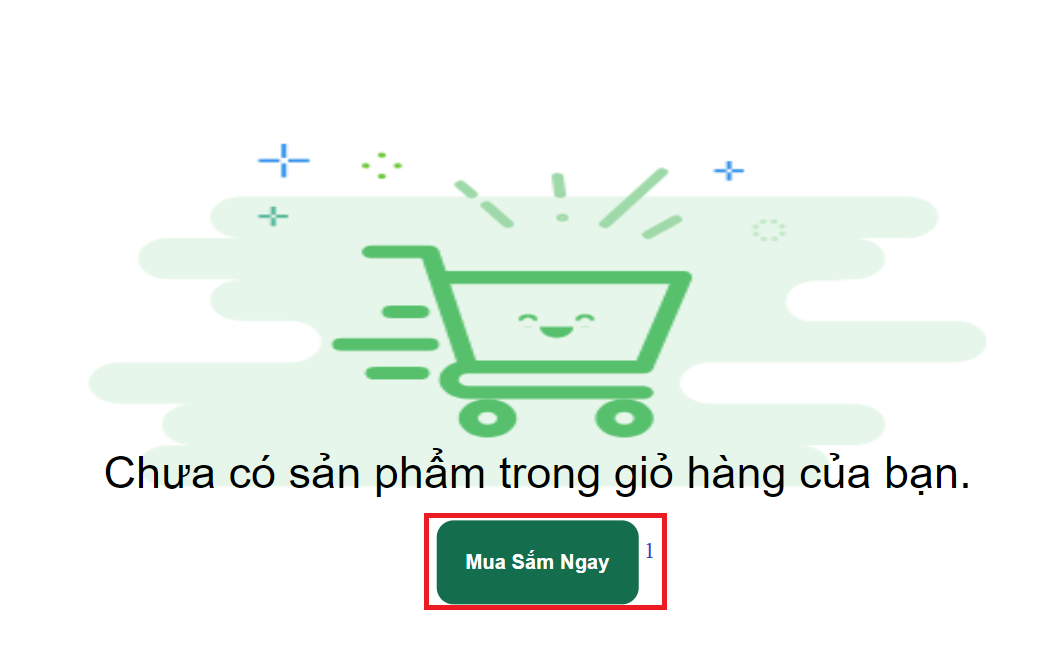 Chưa có sản phẩm trong giỏ hàng của bạn.
Mua Sắm Ngay 1